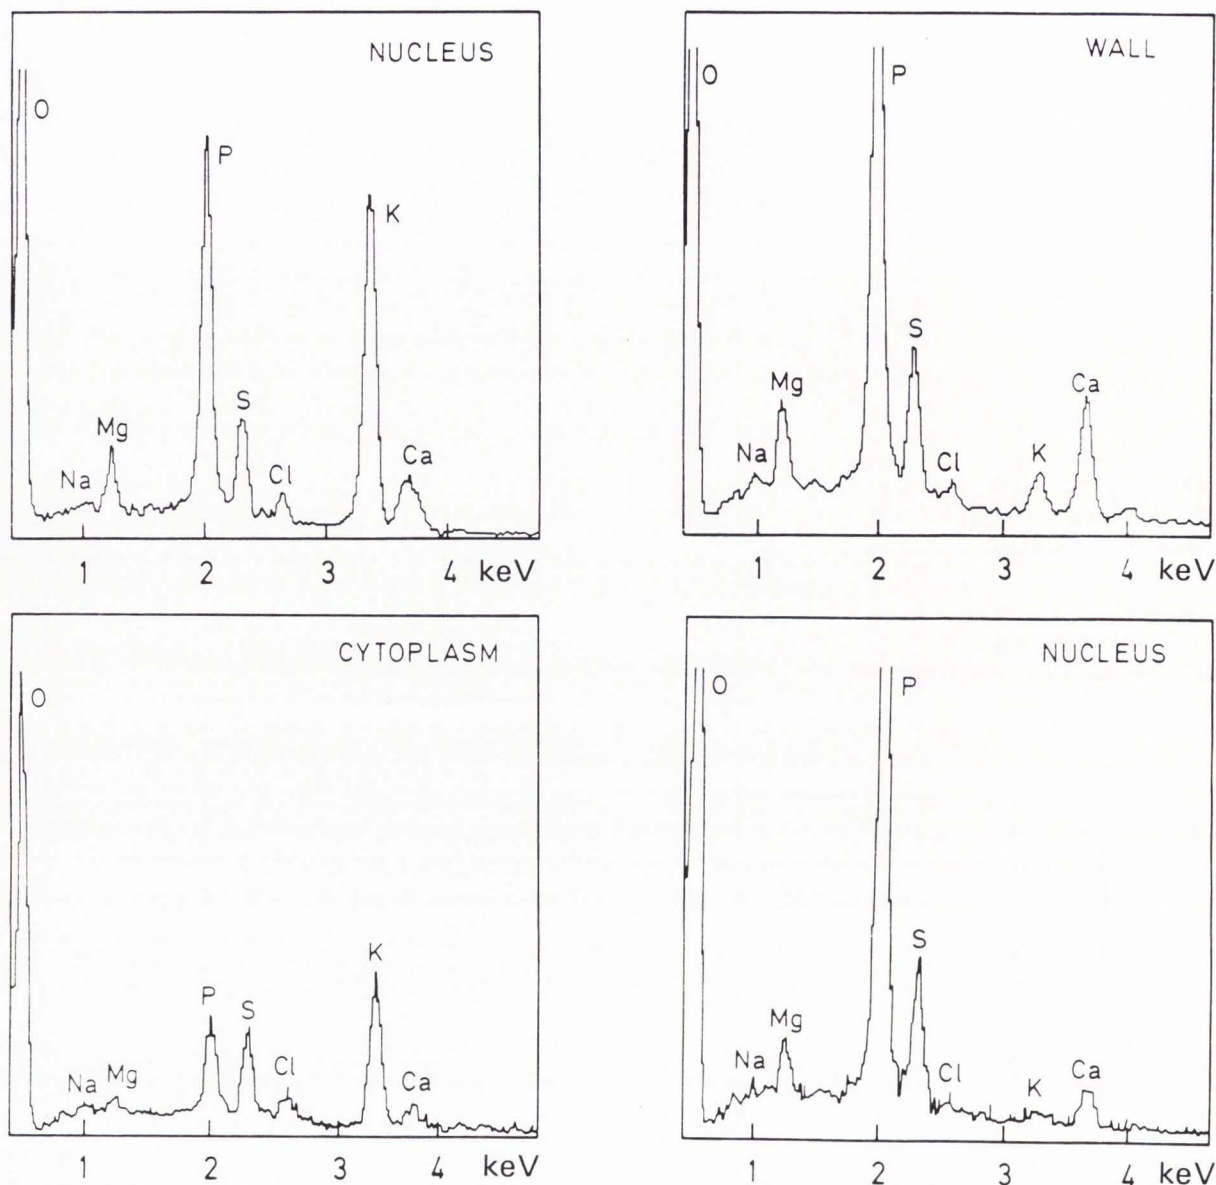 NUCLEUS
O
P
K
Mg
S
Ca
Na
Cl
1 2 3 4 keV
WALL
O
P
S
Mg
Ca
Na
Cl
K
1 2 3 4 keV
CYTOPLASM
O
K
P S
Na Mg
Cl
Ca
1 2 3 4 keV
NUCLEUS
O
P
S
Mg
Na
Cl
K
Ca
1 2 3 4 keV